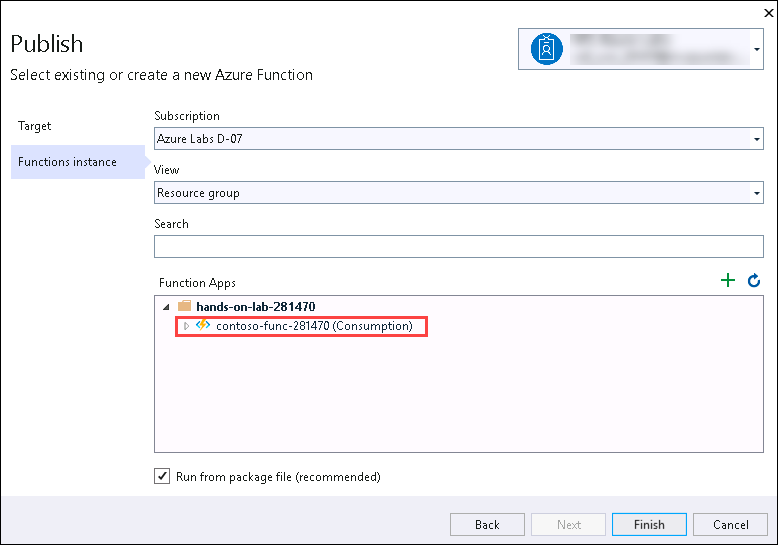 Publish
Select existing or create a new Azure Function
Target
Functions instance
Subscription
Azure Labs D-07
View
Resource group
Search
Function Apps
hands-on-lab-281470
contoso-func-281470 (Consumption)
Run from package file (recommended)
Back
Next
Finish
Cancel